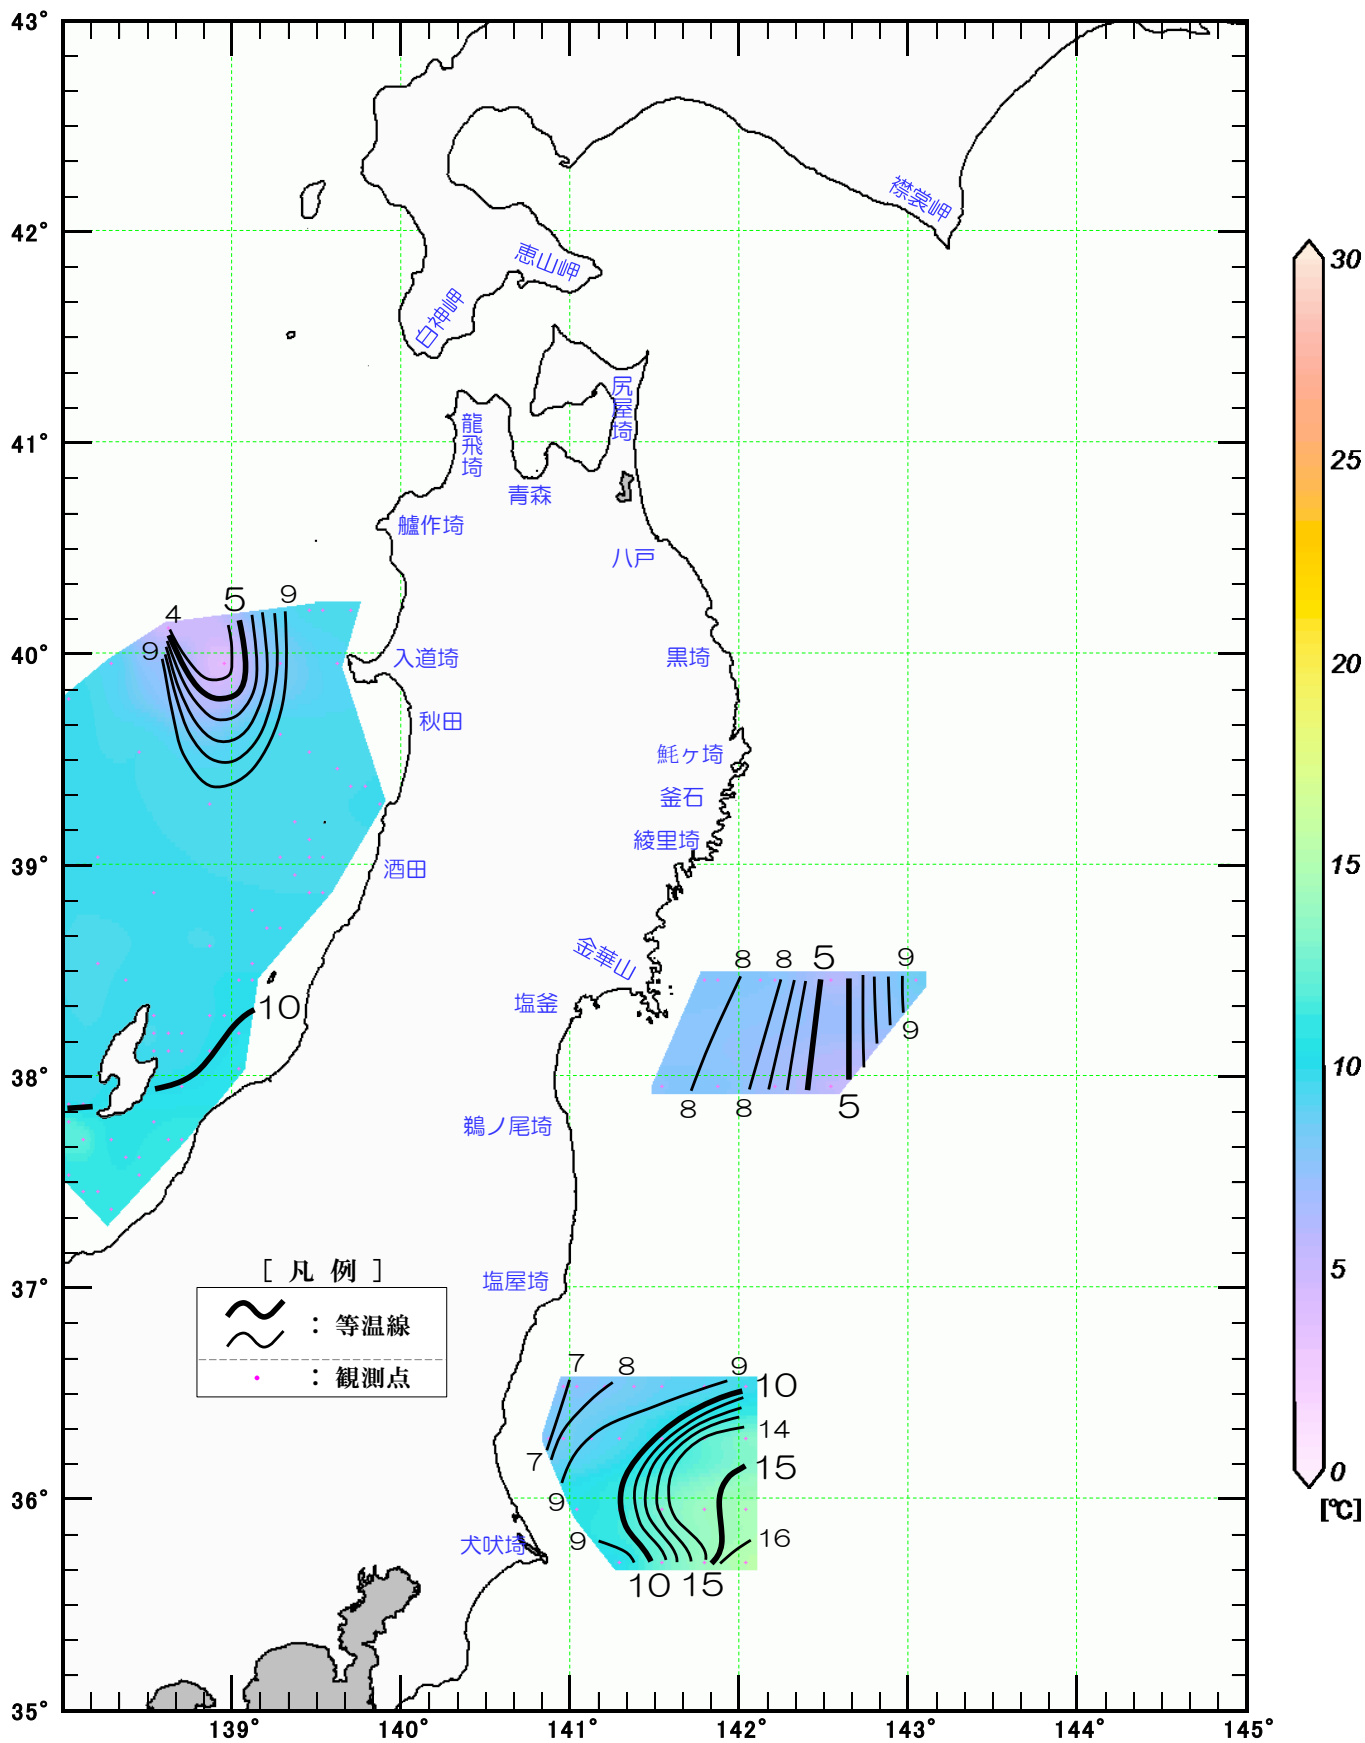 43°
襟裳岬
42°
恵山岬
30
白神岬
尻屋埼
龍飛埼
41°
25
青森
艫作埼
八戸
9
5
4
9
40°
入道埼
黒埼
20
秋田
魹ヶ埼
釜石
綾里埼
39°
酒田
15
金華山
8
8
5
9
10
塩釜
9
38°
10
8
8
5
鵜ノ尾埼
[ 凡 例 ]
塩屋埼
37°
5
：等温線
：観測点
7
8
9
10
14
7
15
0
36°
9
[℃]
犬吠埼
9
16
10
15
35°
139°
140°
141°
142°
143°
144°
145°